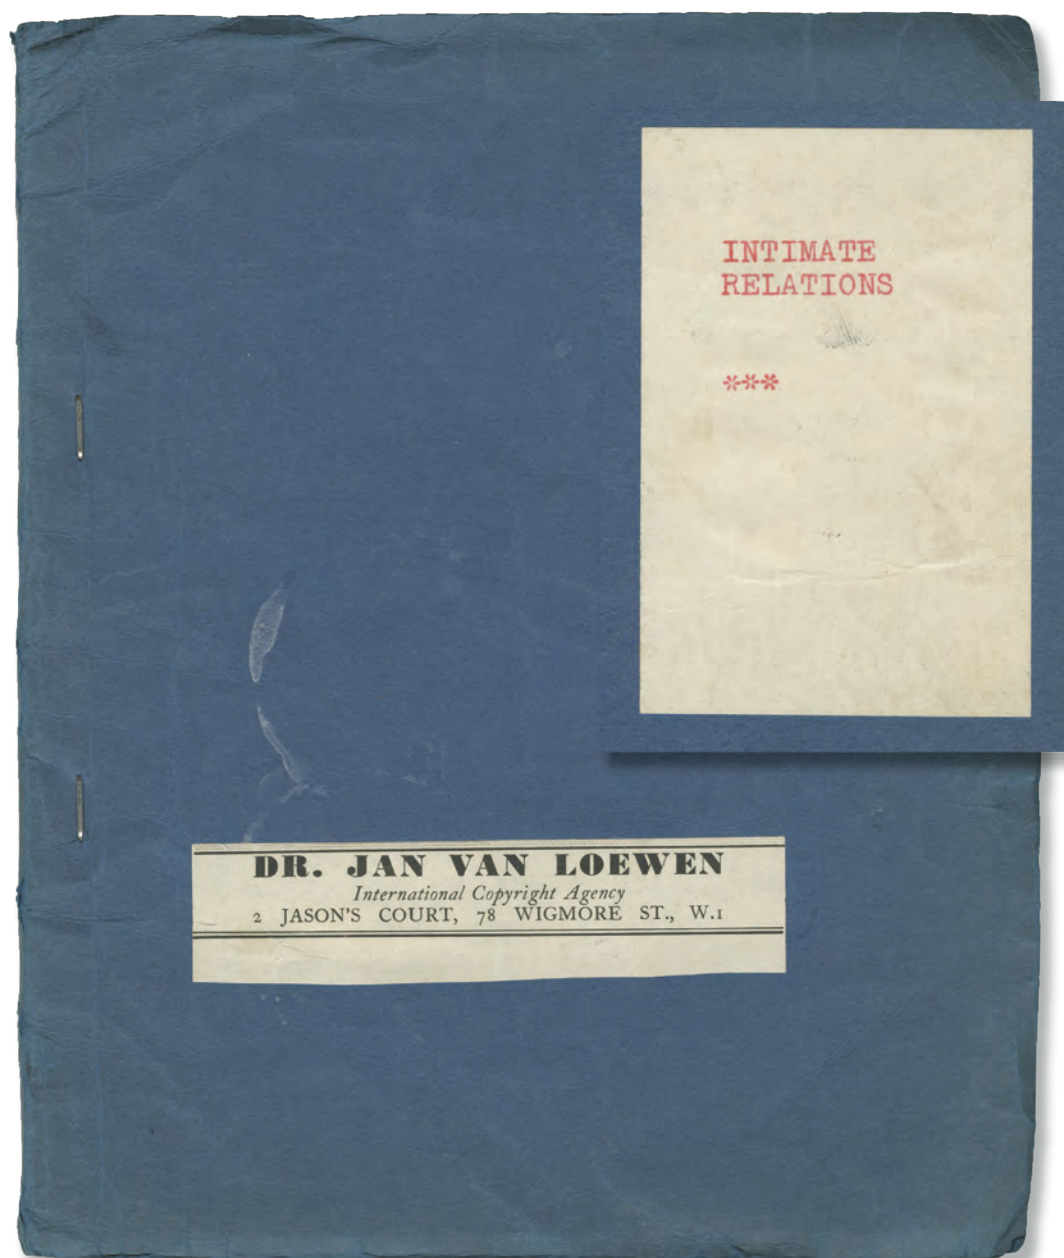 INTIMATE
RELATIONS
***
DR. JAN VAN LOEWEN
International Copyright Agency
2 JASON'S COURT, 78 WIGMORE ST., W.1